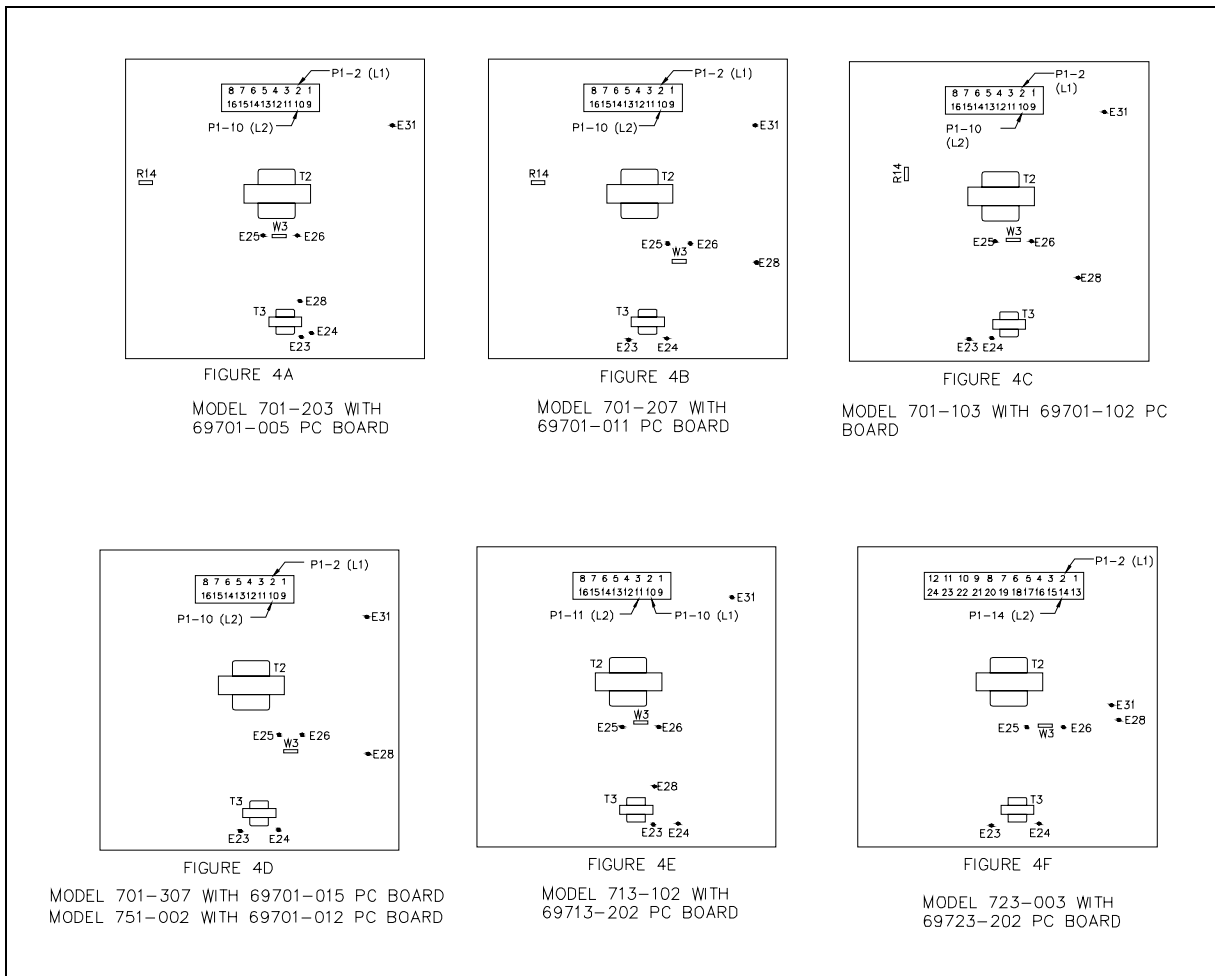 P1-2 (L1)
8 7 6 5 4 3 2 1
16 15 14 13 12 11 10 9
P1-10 (L2)
E31
R14
T2
W3
E25 E26
E28
T3
E24
E23
FIGURE 4A
MODEL 701-203 WITH
69701-005 PC BOARD
P1-2 (L1)
8 7 6 5 4 3 2 1
16 15 14 13 12 11 10 9
P1-10 (L2)
E31
R14
T2
E25 E26
W3
E28
T3
E23 E24
FIGURE 4B
MODEL 701-207 WITH
69701-011 PC BOARD
P1-2
(L1)
8 7 6 5 4 3 2 1
16 15 14 13 12 11 10 9
E31
P1-10
(L2)
R14
T2
W3
E25 E26
E28
T3
E23 E24
FIGURE 4C
MODEL 701-103 WITH 69701-102 PC
BOARD
P1-2 (L1)
8 7 6 5 4 3 2 1
16 15 14 13 12 11 10 9
P1-10 (L2)
E31
T2
E25 E26
W3
E28
T3
E23 E24
FIGURE 4D
MODEL 701-307 WITH 69701-015 PC BOARD
MODEL 751-002 WITH 69701-012 PC BOARD
8 7 6 5 4 3 2 1
16 15 14 13 12 11 10 9
E31
P1-11 (L2) P1-10 (L1)
T2
W3
E25 E26
E28
T3
E23 E24
FIGURE 4E
MODEL 713-102 WITH
69713-202 PC BOARD
P1-2 (L1)
12 11 10 9 8 7 6 5 4 3 2 1
24 23 22 21 20 19 18 17 16 15 14 13
P1-14 (L2)
T2
E31
E28
E25 E26
W3
T3
E23 E24
FIGURE 4F
MODEL 723-003 WITH
69723-202 PC BOARD